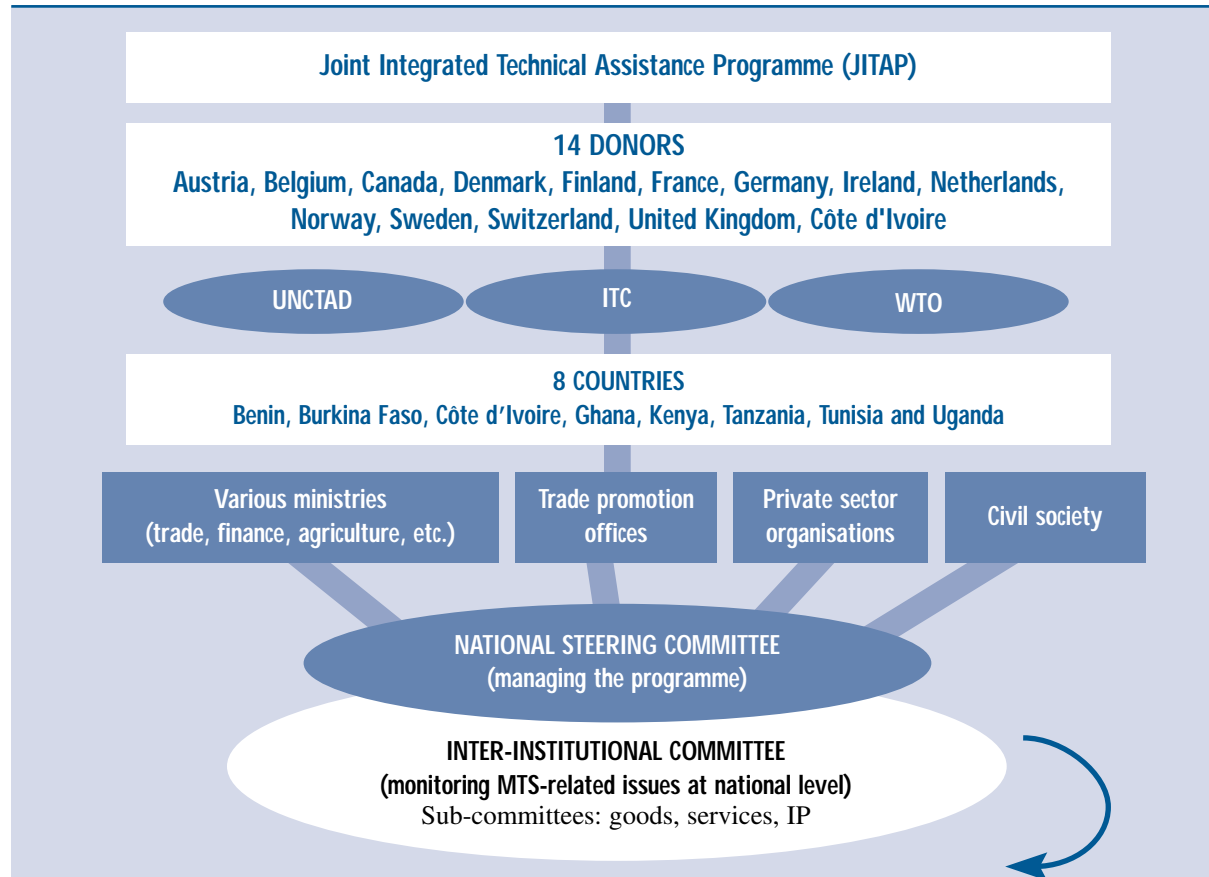 Joint Integrated Technical Assistance Programme (JITAP)
14 DONORS
Austria, Belgium, Canada, Denmark, Finland, France, Germany, Ireland, Netherlands,
Norway, Sweden, Switzerland, United Kingdom, Côte d'Ivoire
UNCTAD
ITC
WTO
8 COUNTRIES
Benin, Burkina Faso, Côte d’Ivoire, Ghana, Kenya, Tanzania, Tunisia and Uganda
Various ministries
(trade, finance, agriculture, etc.)
Trade promotion
offices
Private sector
organisations
Civil society
NATIONAL STEERING COMMITTEE
(managing the programme)
INTER-INSTITUTIONAL COMMITTEE
(monitoring MTS-related issues at national level)
Sub-committees: goods, services, IP